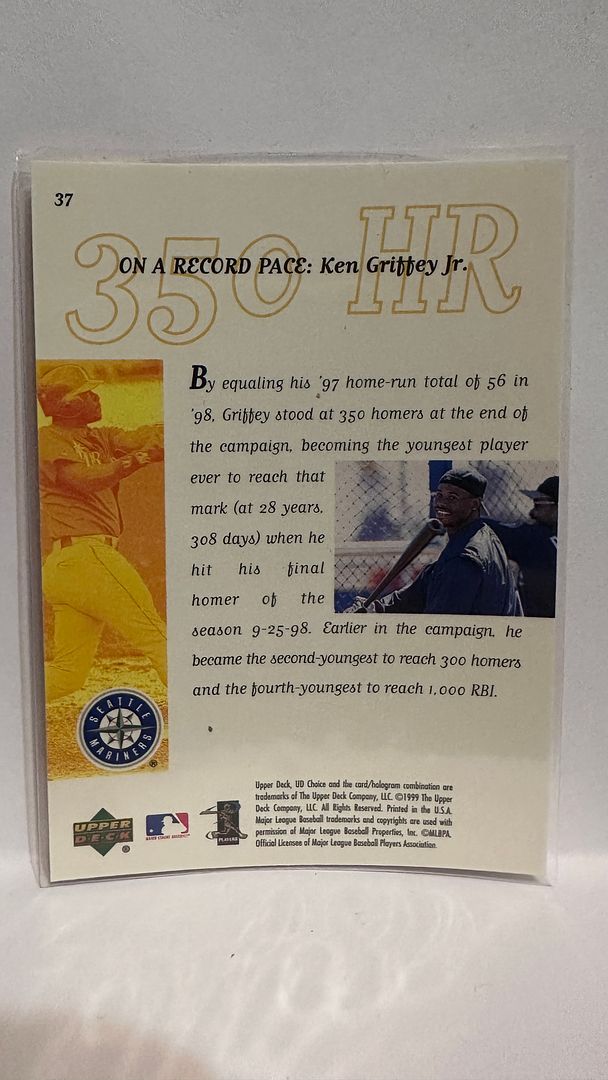 37
350 HR
ON A RECORD PACE: Ken Griffey Jr.
By equaling his '97 home-run total of 56 in
'98, Griffey stood at 350 homers at the end of
the campaign, becoming the youngest player
ever to reach that
mark (at 28 years,
308 days) when he
hit his final
homer of the
season 9-25-98. Earlier in the campaign, he
became the second-youngest to reach 300 homers
and the fourth-youngest to reach 1,000 RBI.
SEATTLE
MARINERS
®
Upper Deck, UD Choice and the card/hologram combination are
trademarks of The Upper Deck Company, LLC. ©1999 The Upper
Deck Company, LLC. All Rights Reserved. Printed in the U.S.A.
Major League Baseball trademarks and copyrights are used with
permission of Major League Baseball Properties, Inc. ©MLBPA.
Official Licensee of Major League Baseball Players Association.
UPPER
DECK
®
PLAYERS